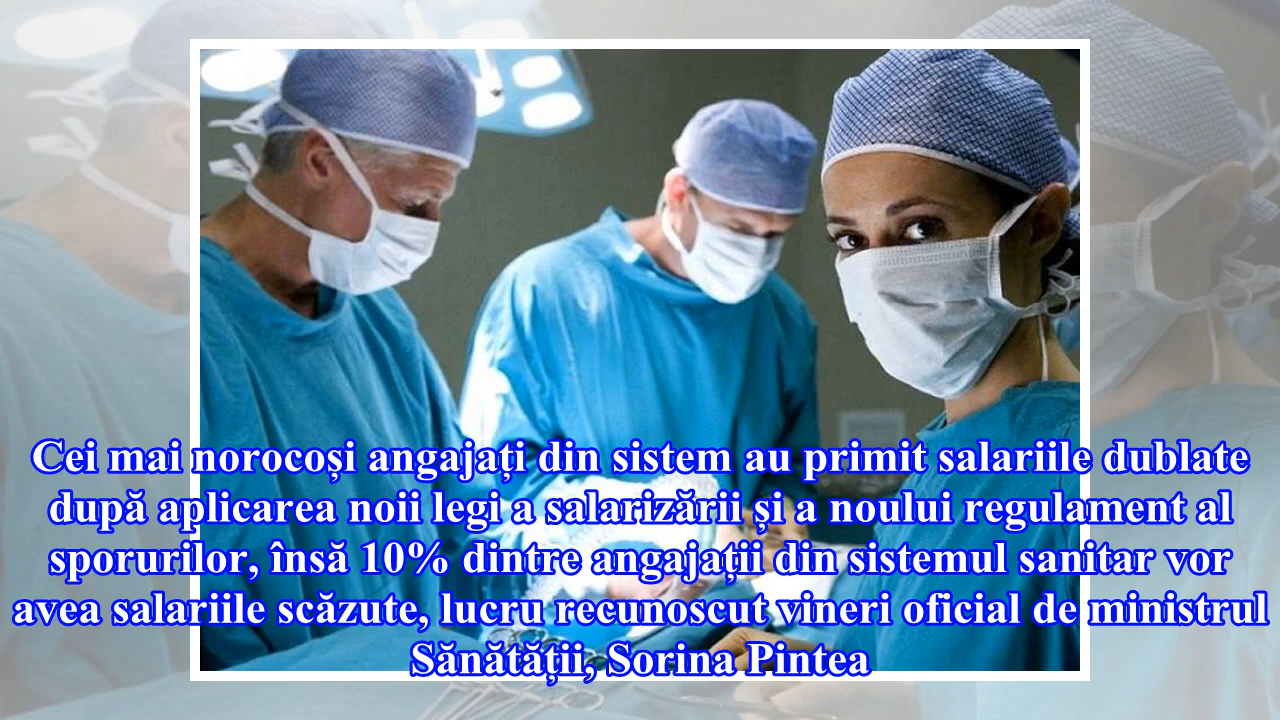 Cei mai norocoși angajați din sistem au primit salariile dublate
după aplicarea noii legi a salarizării și a noului regulament al
sporurilor, însă 10% dintre angajații din sistemul sanitar vor
avea salariile scăzute, lucru recunoscut vineri oficial de ministrul
Sănătății, Sorina Pintea